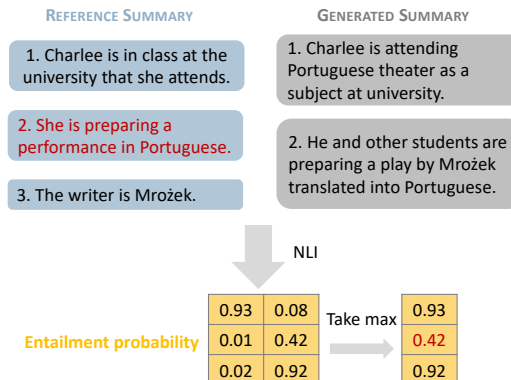 REFERENCE SUMMARY
GENERATED SUMMARY
1. Charlee is in class at the
university that she attends.
2. She is preparing a
performance in Portuguese.
3. The writer is Mrożek.
1. Charlee is attending
Portuguese theater as a
subject at university.
2. He and other students are
preparing a play by Mrożek
translated into Portuguese.
NLI
Entailment probability
0.93 0.08
0.01 0.42
0.02 0.92
Take max
0.93
0.42
0.92